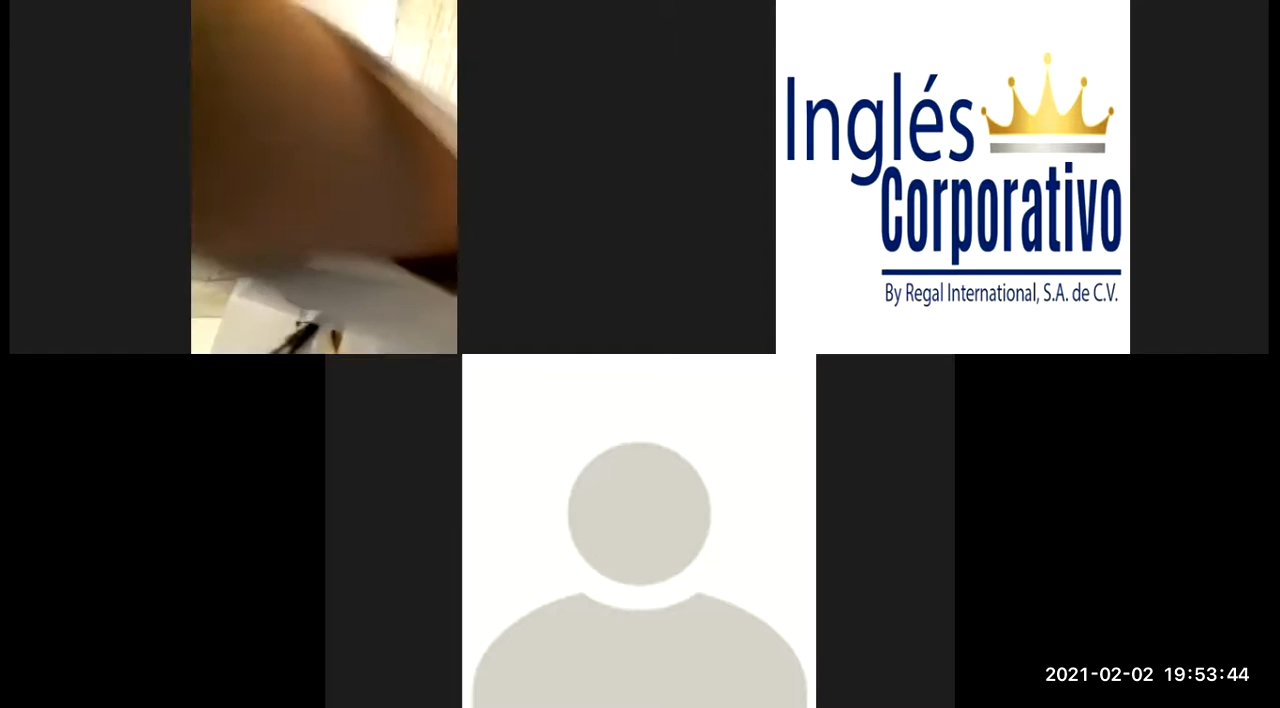 Inglés
Corporativo
By Regal International, S.A. de C.V.
2021-02-02 19:53:44